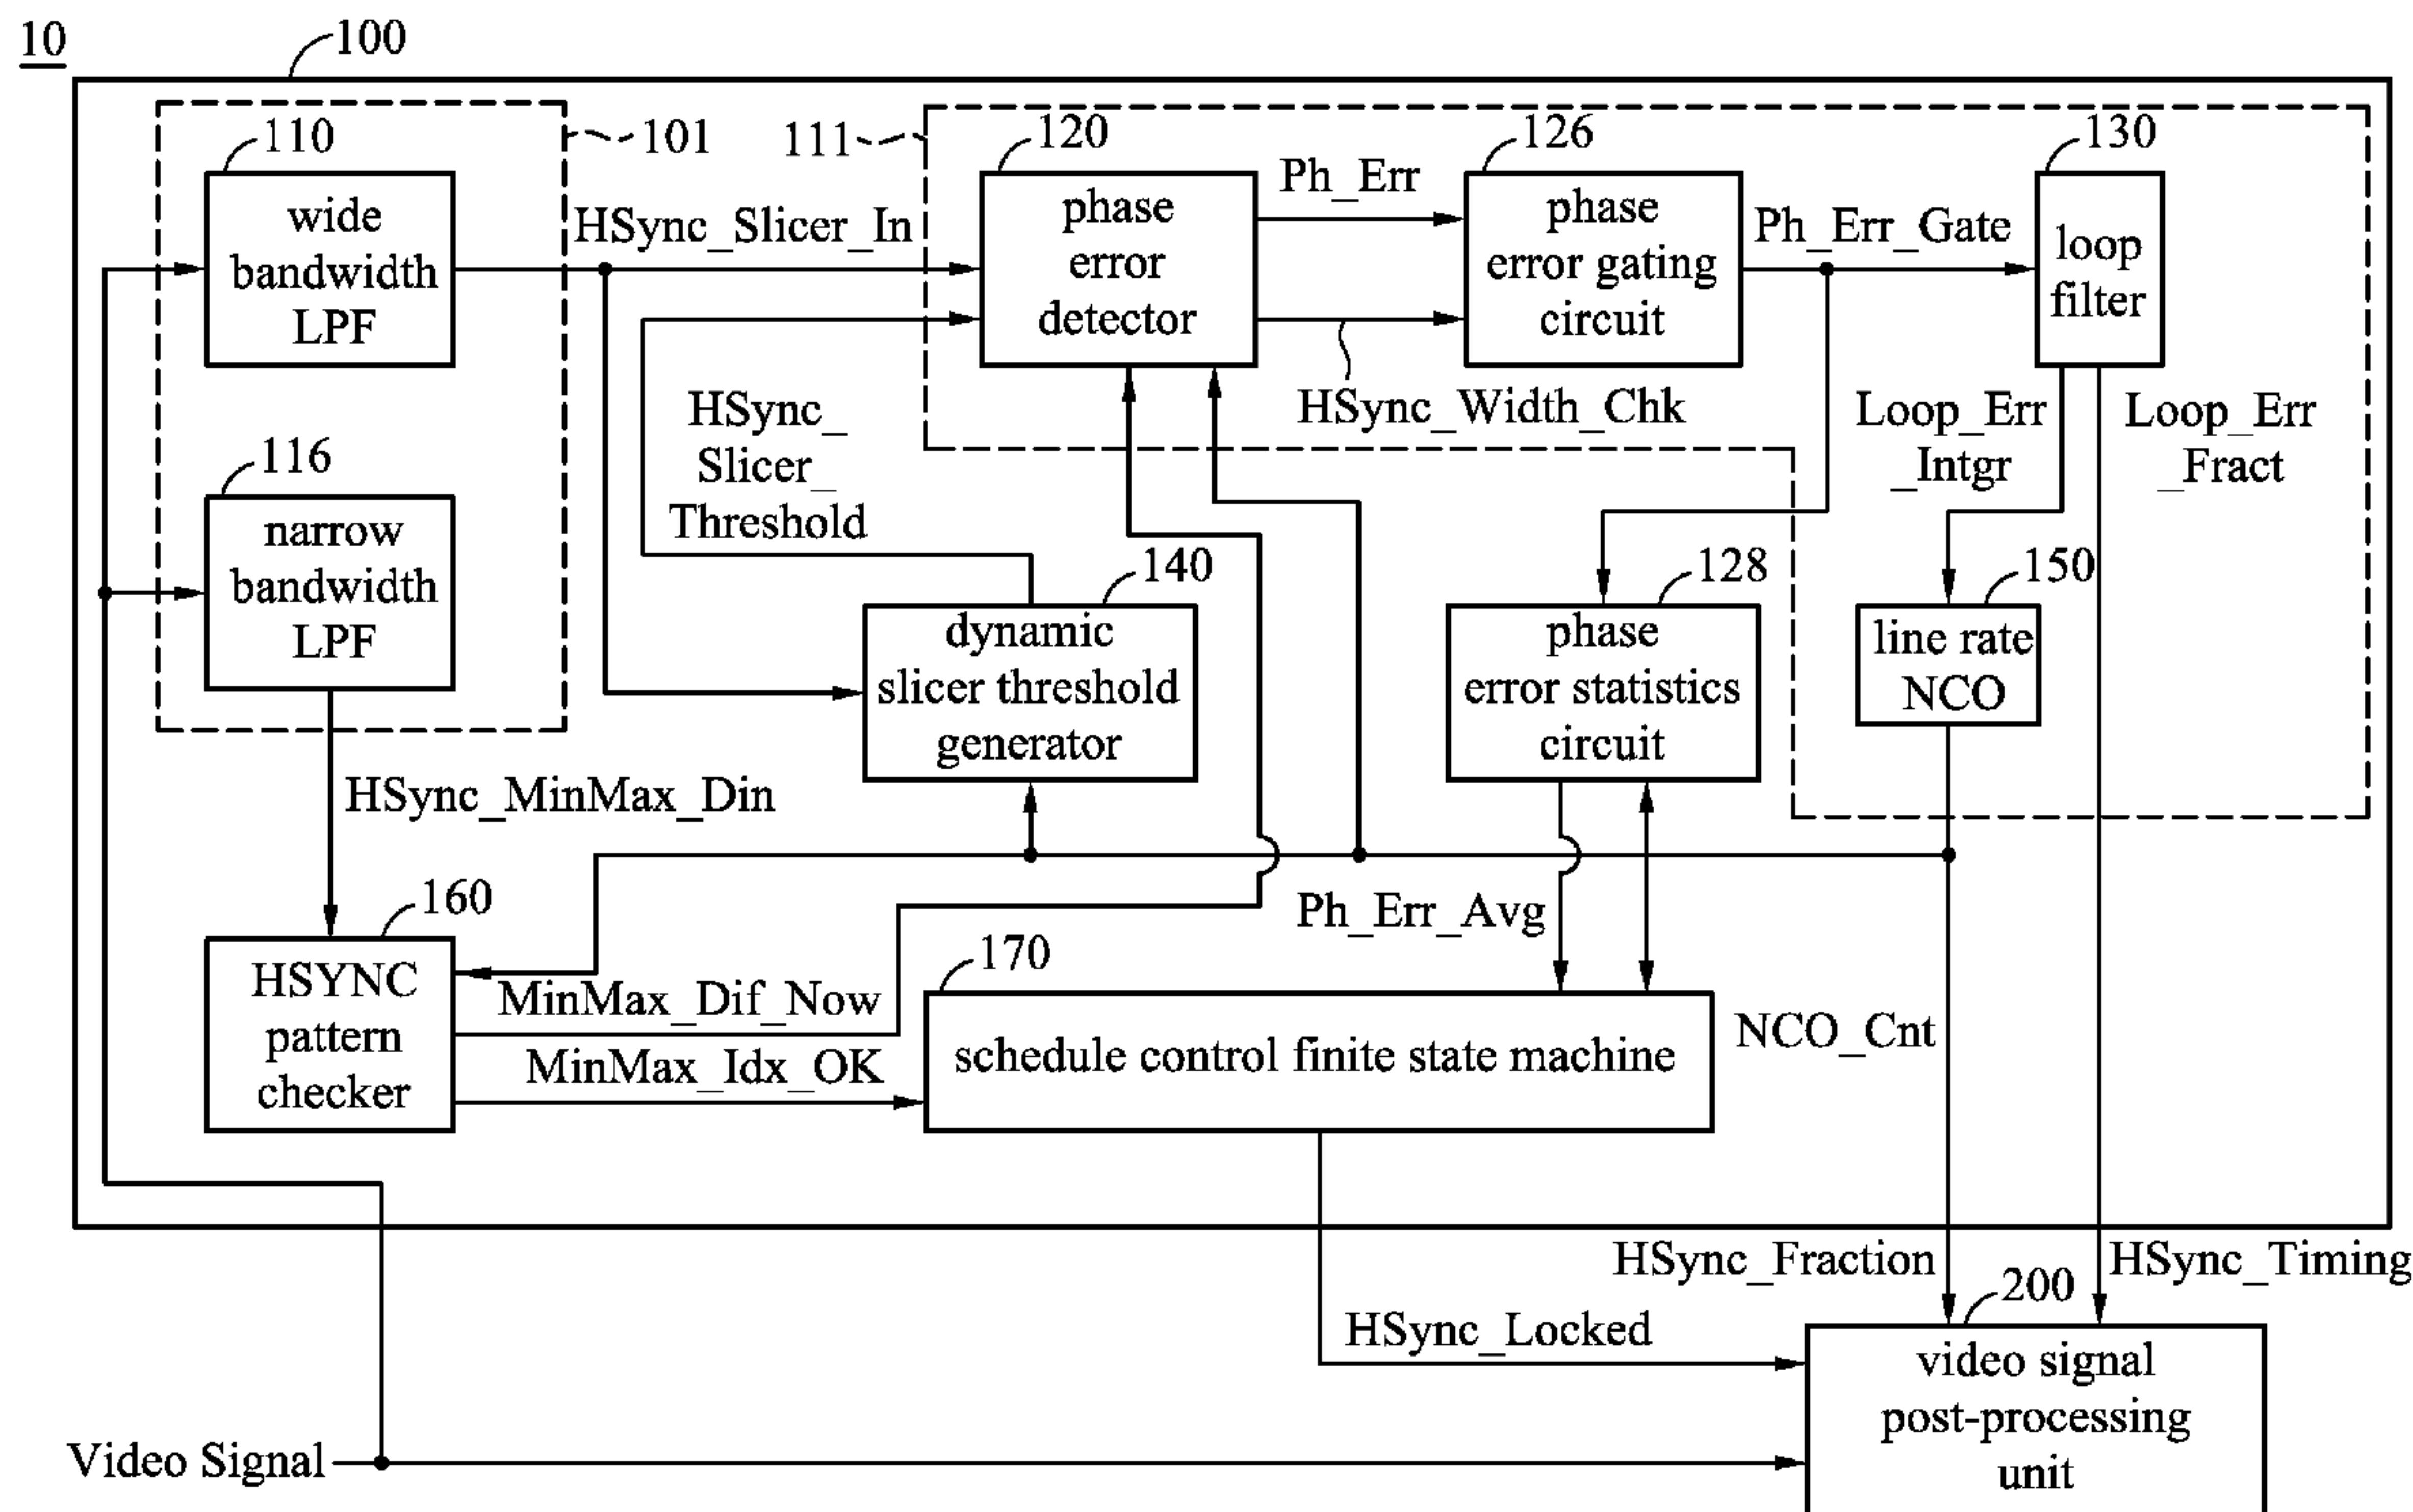 10
100
101
110
wide
bandwidth
LPF
116
narrow
bandwidth
LPF
HSync_Slicer_In
111
120
phase
error
detector
Ph_Err
HSync_Width_Chk
126
phase
error gating
circuit
Ph_Err_Gate
130
loop
filter
Loop_Err
_Intgr
Loop_Err
_Fract
HSync_
Slicer_
Threshold
140
dynamic
slicer threshold
generator
128
phase
error statistics
circuit
150
line rate
NCO
HSync_MinMax_Din
160
HSYNC
pattern
checker
MinMax_Dif_Now
MinMax_Idx_OK
Ph_Err_Avg
170
schedule control finite state machine
NCO_Cnt
HSync_Fraction
HSync_Timing
HSync_Locked
200
video signal
post-processing
unit
Video Signal